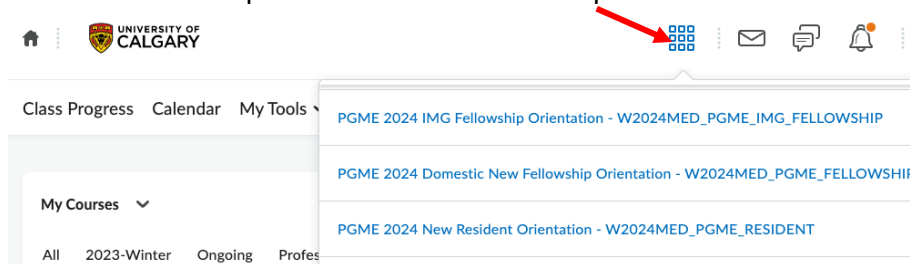 UNIVERSITY OF
CALGARY
Class Progress Calendar My Tools
PGME 2024 IMG Fellowship Orientation - W2024MED_PGME_IMG_FELLOWSHIP
PGME 2024 Domestic New Fellowship Orientation - W2024MED_PGME_FELLOWSHIP
My Courses
PGME 2024 New Resident Orientation - W2024MED_PGME_RESIDENT
All 2023-Winter Ongoing Profes